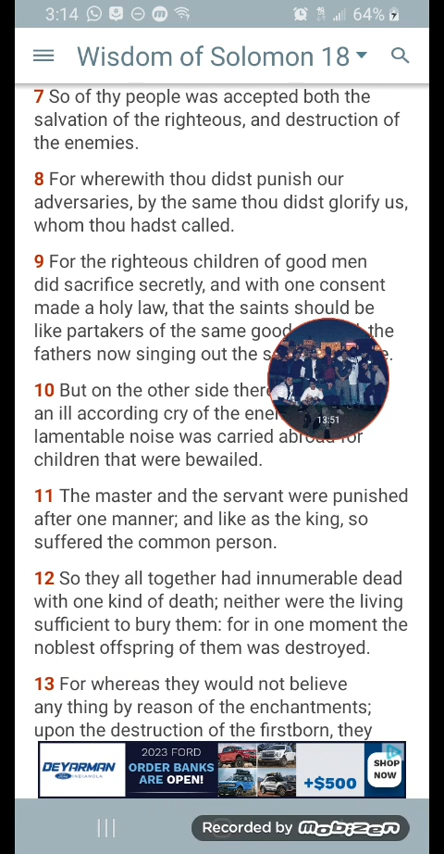 3:14 64%
Wisdom of Solomon 18
7 So of thy people was accepted both the
salvation of the righteous, and destruction of
the enemies.
8 For wherewith thou didst punish our
adversaries, by the same thou didst glorify us,
whom thou hadst called.
9 For the righteous children of good men
did sacrifice secretly, and with one consent
made a holy law, that the saints should be
like partakers of the same good the
fathers now singing out the
10 But on the other side
an ill according cry of the
lamentable noise was carried abroad for
children that were bewailed.
13:51
11 The master and the servant were punished
after one manner; and like as the king, so
suffered the common person.
12 So they all together had innumerable dead
with one kind of death; neither were the living
sufficient to bury them: for in one moment the
noblest offspring of them was destroyed.
13 For whereas they would not believe
any thing by reason of the enchantments;
upon the destruction of the firstborn, they
DEYARMAN
Ford INDIANOLA
2023 FORD
ORDER BANKS
ARE OPEN!
+$500
SHOP
NOW
Recorded by mobizen